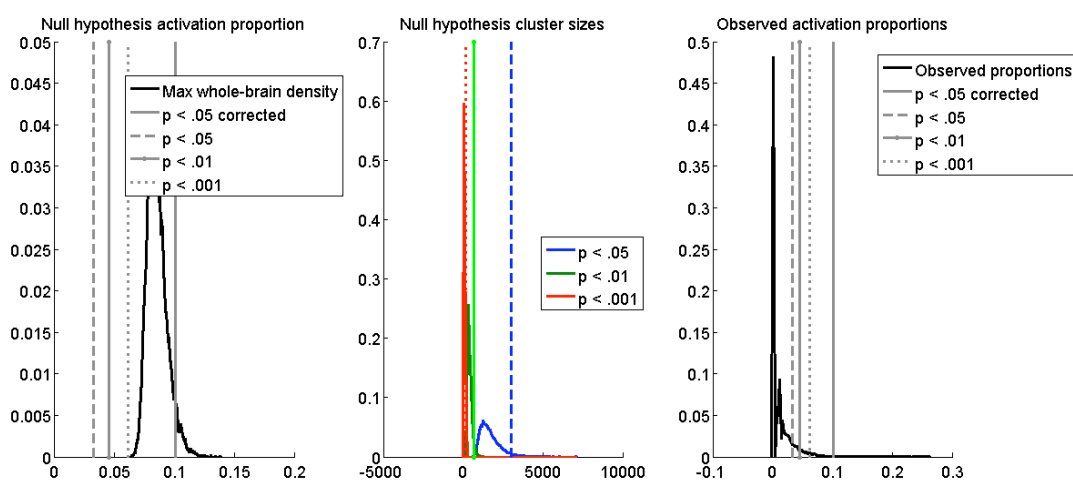 Null hypothesis activation proportion
0.05
0.045
0.04
0.035
0.03
0.025
0.02
0.015
0.01
0.005
0
0
0.05
0.1
0.15
0.2
Max whole-brain density
p < .05 corrected
p < .05
p < .01
p < .001
Null hypothesis cluster sizes
0.7
0.6
0.5
0.4
0.3
0.2
0.1
0
-5000
0
5000
10000
p < .05
p < .01
p < .001
Observed activation proportions
0.5
0.45
0.4
0.35
0.3
0.25
0.2
0.15
0.1
0.05
0
-0.1
0
0.1
0.2
0.3
Observed proportions
p < .05 corrected
p < .05
p < .01
p < .001